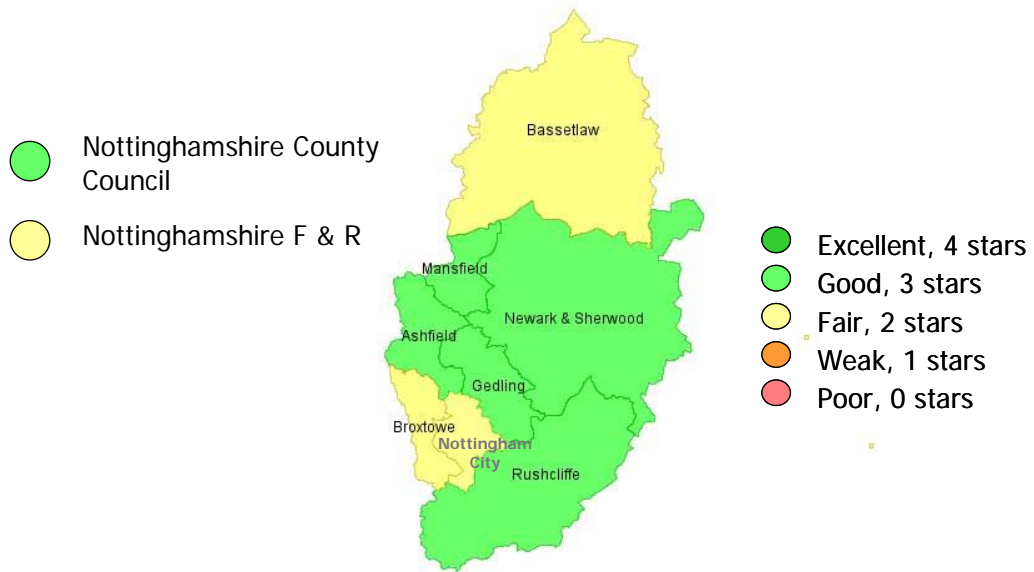 Nottinghamshire County
Council
Nottinghamshire F & R
Bassetlaw
Mansfield
Newark & Sherwood
Ashfield
Gedling
Broxtowe
Nottingham
City
Rushcliffe
Excellent, 4 stars
Good, 3 stars
Fair, 2 stars
Weak, 1 stars
Poor, 0 stars